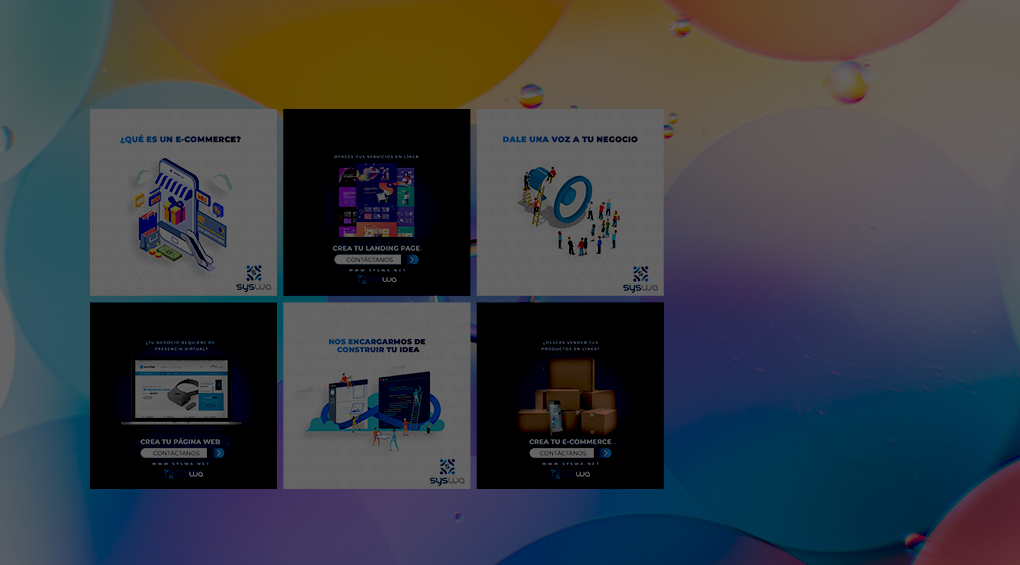 ¿QUÉ ES UN E-COMMERCE?
syswa
OFRECE TUS SERVICIOS EN LÍNEA
CREA TU LANDING PAGE
CONTÁCTANOS
WWW.SYSWA.NET
wa
DALE UNA VOZ A TU NEGOCIO
syswa
¿TU NEGOCIO REQUIERE DE
PRESENCIA VIRTUAL?
CREA TU PÁGINA WEB
CONTÁCTANOS
WWW.SYSWA.NET
wa
NOS ENCARGARMOS DE
CONSTRUIR TU IDEA
syswa
¿DESEAS VENDER TUS
PRODUCTOS EN LÍNEA?
CREA TU E-COMMERCE
CONTÁCTANOS
WWW.SYSWA.NET
wa